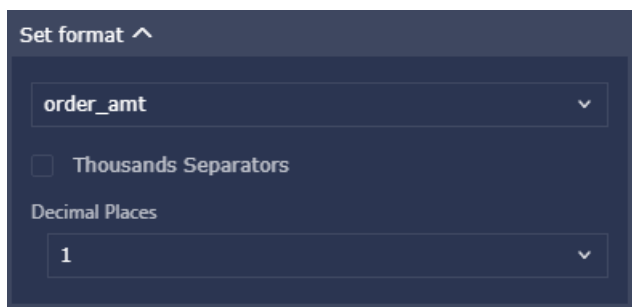 Set format
order_amt
Thousands Separators
Decimal Places
1